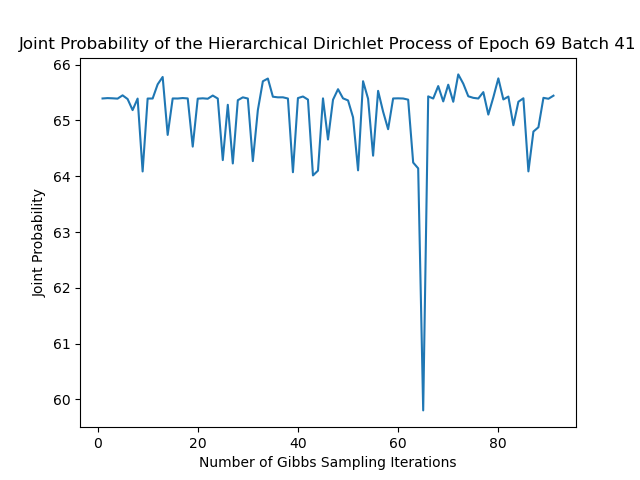 Joint Probability of the Hierarchical Dirichlet Process of Epoch 69 Batch 41
66
65
64
63
62
61
60
Joint Probability
0 20 40 60 80
Number of Gibbs Sampling Iterations